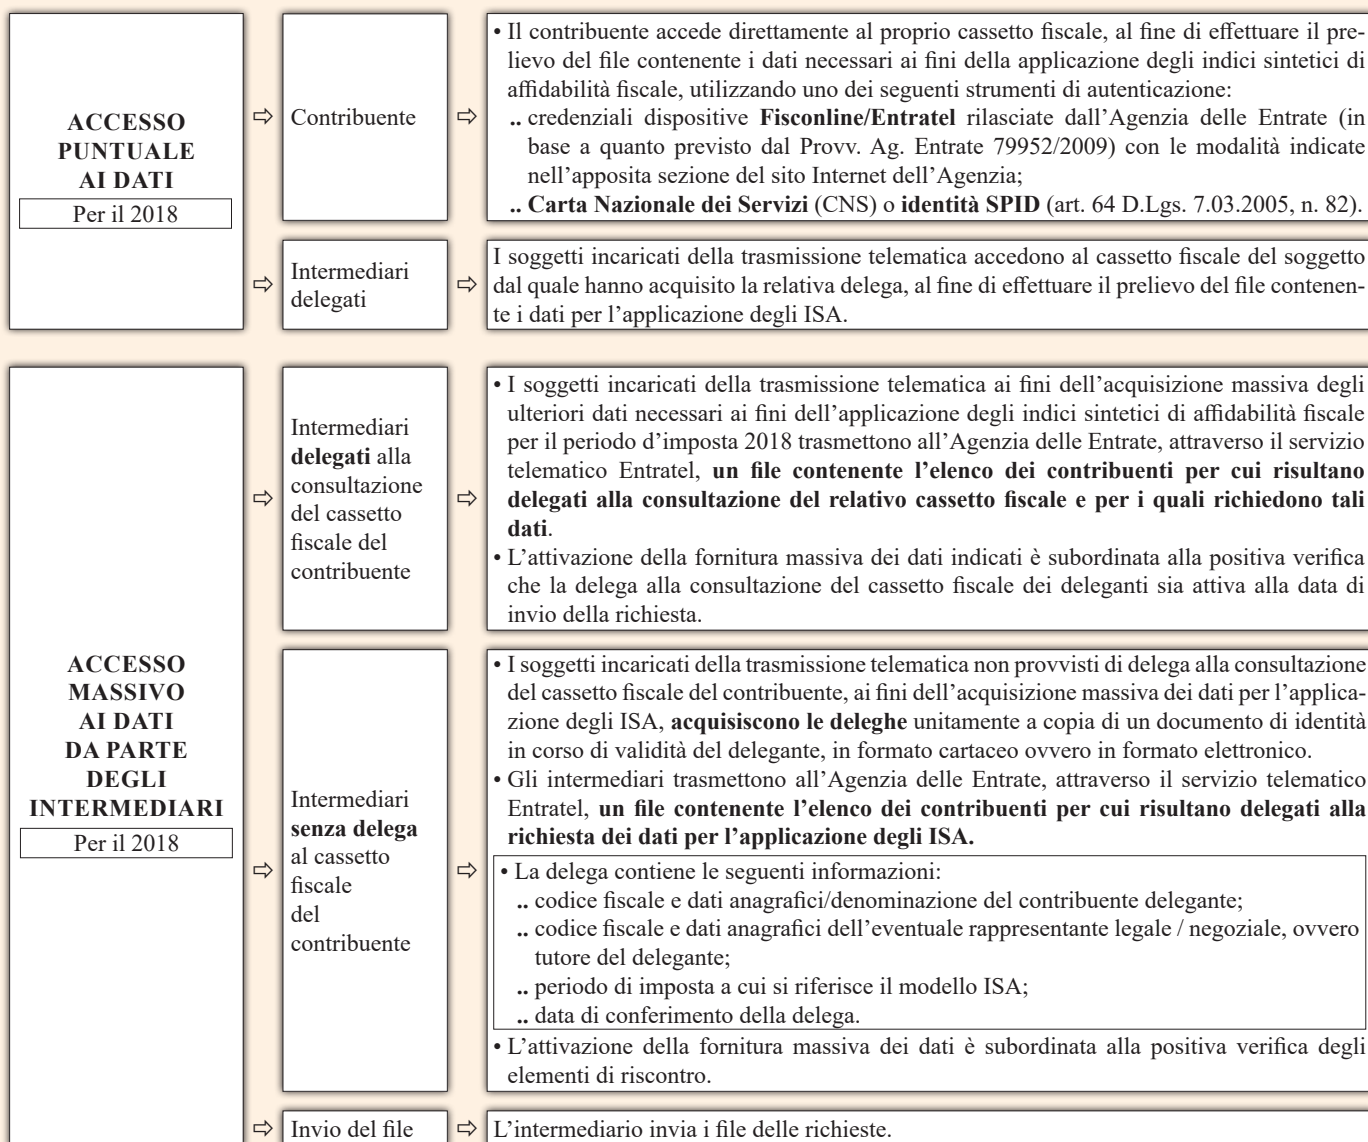 ACCESSO
PUNTUALE
AI DATI
Per il 2018
⇨ Contribuente ⇨
• Il contribuente accede direttamente al proprio cassetto fiscale, al fine di effettuare il pre-
lievo del file contenente i dati necessari ai fini della applicazione degli indici sintetici di
affidabilità fiscale, utilizzando uno dei seguenti strumenti di autenticazione:
.. credenziali dispositive Fisconline/Entratel rilasciate dall'Agenzia delle Entrate (in
base a quanto previsto dal Provv. Ag. Entrate 79952/2009) con le modalità indicate
nell'apposita sezione del sito Internet dell'Agenzia;
.. Carta Nazionale dei Servizi (CNS) o identità SPID (art. 64 D.Lgs. 7.03.2005, n. 82).
⇨ Intermediari
delegati ⇨
I soggetti incaricati della trasmissione telematica accedono al cassetto fiscale del soggetto
dal quale hanno acquisito la relativa delega, al fine di effettuare il prelievo del file contenen-
te i dati per l'applicazione degli ISA.
ACCESSO
MASSIVO
AI DATI
DA PARTE
DEGLI
INTERMEDIARI
Per il 2018
⇨ Intermediari
delegati alla
consultazione
del cassetto
fiscale del
contribuente ⇨
• I soggetti incaricati della trasmissione telematica ai fini dell'acquisizione massiva degli
ulteriori dati necessari ai fini dell'applicazione degli indici sintetici di affidabilità fiscale
per il periodo d'imposta 2018 trasmettono all'Agenzia delle Entrate, attraverso il servizio
telematico Entratel, un file contenente l'elenco dei contribuenti per cui risultano
delegati alla consultazione del relativo cassetto fiscale e per i quali richiedono tali
dati.
• L'attivazione della fornitura massiva dei dati indicati è subordinata alla positiva verifica
che la delega alla consultazione del cassetto fiscale dei deleganti sia attiva alla data di
invio della richiesta.
⇨ Intermediari
senza delega
al cassetto
fiscale
del
contribuente ⇨
• I soggetti incaricati della trasmissione telematica non provvisti di delega alla consultazione
del cassetto fiscale del contribuente, ai fini dell'acquisizione massiva dei dati per l'applica-
zione degli ISA, acquisiscono le deleghe unitamente a copia di un documento di identità
in corso di validità del delegante, in formato cartaceo ovvero in formato elettronico.
• Gli intermediari trasmettono all'Agenzia delle Entrate, attraverso il servizio telematico
Entratel, un file contenente l'elenco dei contribuenti per cui risultano delegati alla
richiesta dei dati per l'applicazione degli ISA.
• La delega contiene le seguenti informazioni:
.. codice fiscale e dati anagrafici/denominazione del contribuente delegante;
.. codice fiscale e dati anagrafici dell'eventuale rappresentante legale / negoziale, ovvero
tutore del delegante;
.. periodo di imposta a cui si riferisce il modello ISA;
.. data di conferimento della delega.
• L'attivazione della fornitura massiva dei dati è subordinata alla positiva verifica degli
elementi di riscontro.
⇨ Invio del file ⇨ L'intermediario invia i file delle richieste.